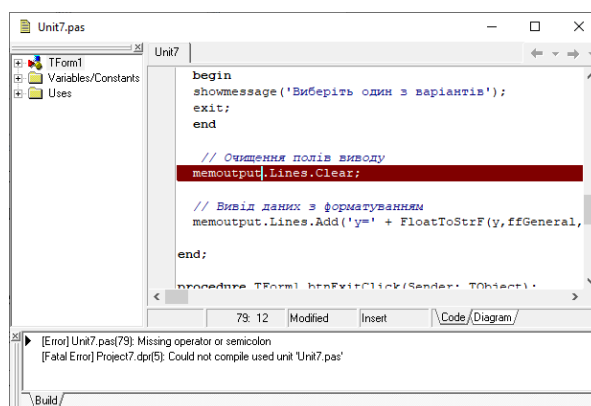 Unit7.pas
TForm1
Variables/Constants
Uses
Unit7
begin
showmessage('Виберіть один з варіантів');
exit;
end
// Очищення полів виводу
memoutput.Lines.Clear;
// Вивід даних з форматуванням
memoutput.Lines.Add('y=' + FloatToStrF(y,ffGeneral,
end;
procedure TForm1.btnExitClick(Sender: TObject);
79: 12 Modified Insert Code Diagram
[Error] Unit7.pas(79): Missing operator or semicolon
[Fatal Error] Project7.dpr(5): Could not compile used unit 'Unit7.pas'
Build